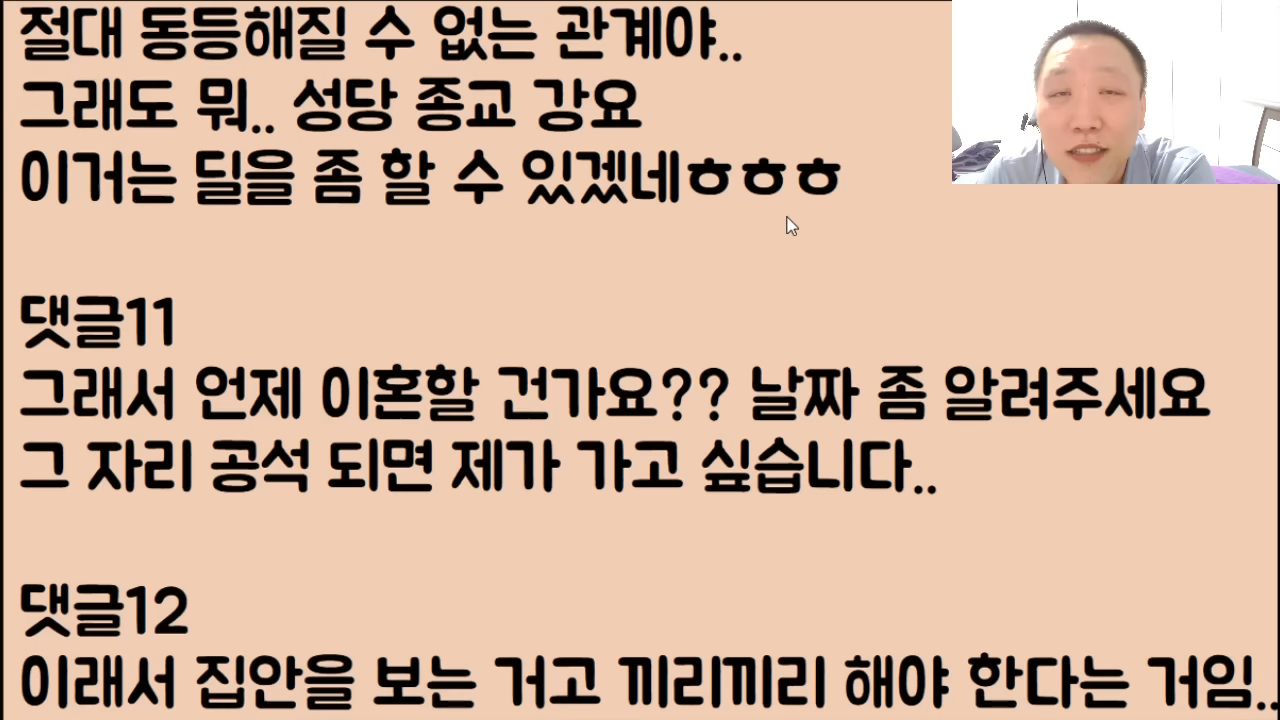 절대 동등해질 수 없는 관계야..
그래도 뭐.. 성당 종교 강요
이거는 딜을 좀 할 수 있겠네ㅎㅎㅎ
댓글11
그래서 언제 이혼할 건가요?? 날짜 좀 알려주세요
그 자리 공석 되면 제가 가고 싶습니다..
댓글12
이래서 집안을 보는 거고 끼리끼리 해야 한다는 거임..